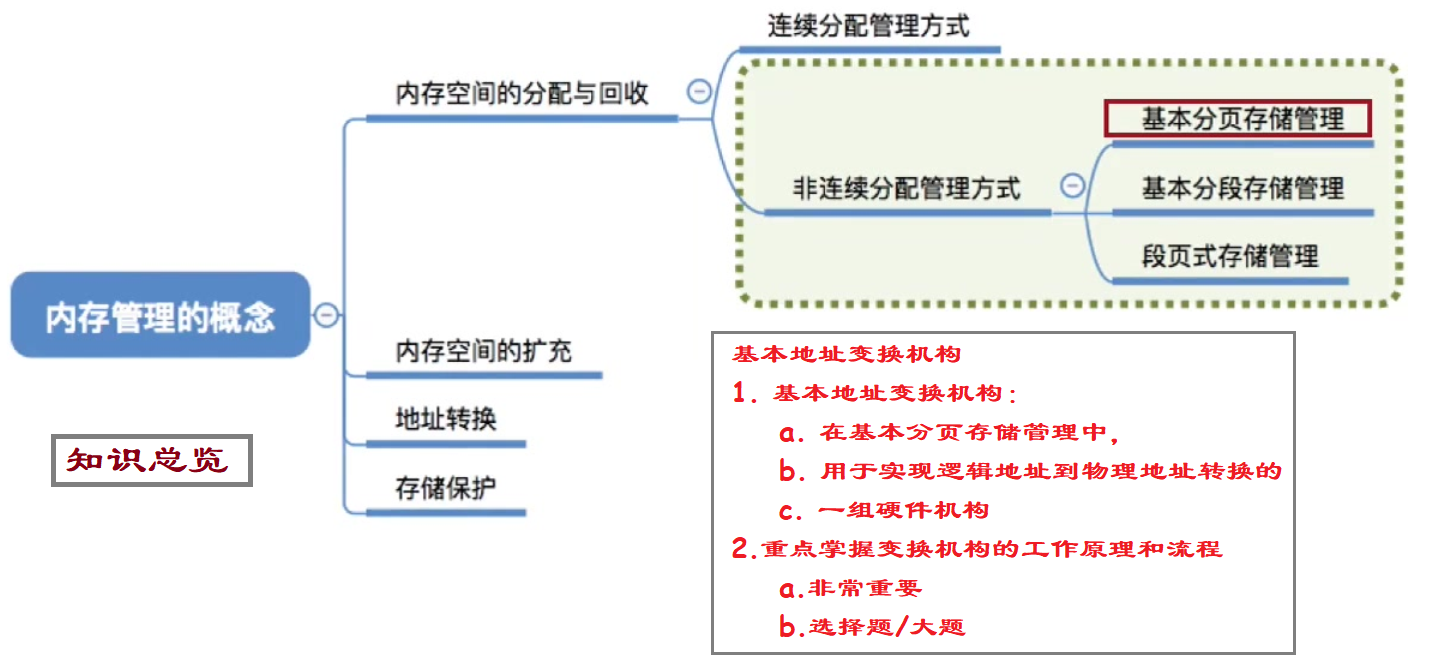 连续分配管理方式
内存空间的分配与回收
基本分页存储管理
非连续分配管理方式
基本分段存储管理
段页式存储管理
内存管理的概念
内存空间的扩充
地址转换
存储保护
知识总览
基本地址变换机构
1. 基本地址变换机构：
a. 在基本分页存储管理中,
b. 用于实现逻辑地址到物理地址转换的
c. 一组硬件机构
2.重点掌握变换机构的工作原理和流程
a.非常重要
b.选择题/大题